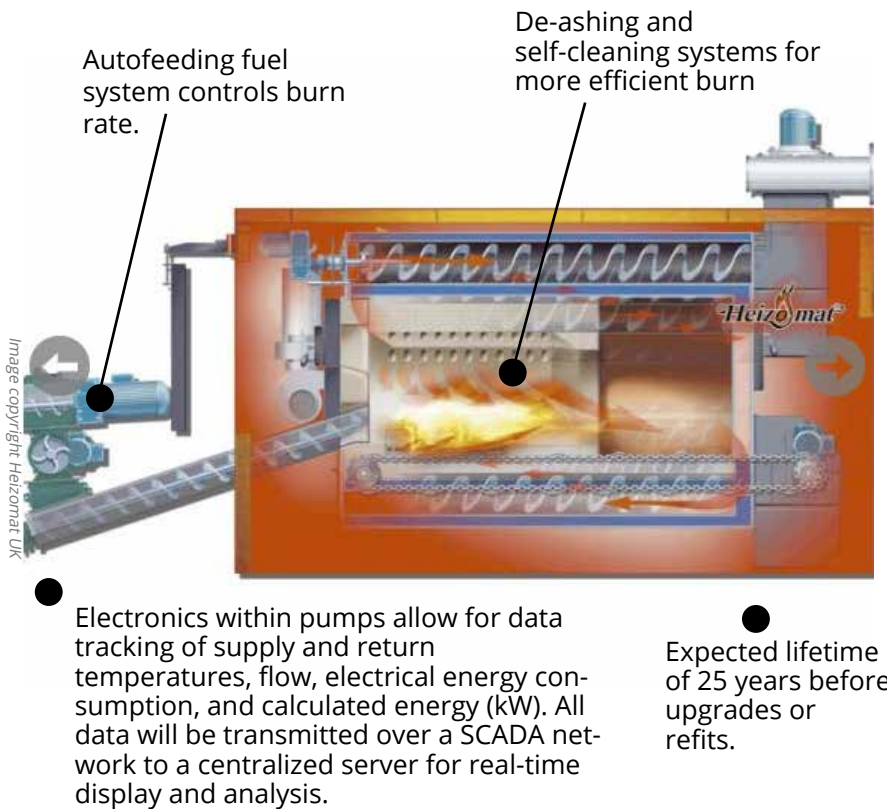 Autofeeding fuel
system controls burn
rate.
De-ashing and
self-cleaning systems for
more efficient burn
Heizomat
Image copyright Heizomat UK
Electronics within pumps allow for data
tracking of supply and return
temperatures, flow, electrical energy con-
sumption, and calculated energy (kW). All
data will be transmitted over a SCADA net-
work to a centralized server for real-time
display and analysis.
Expected lifetime
of 25 years before
upgrades or
refits.